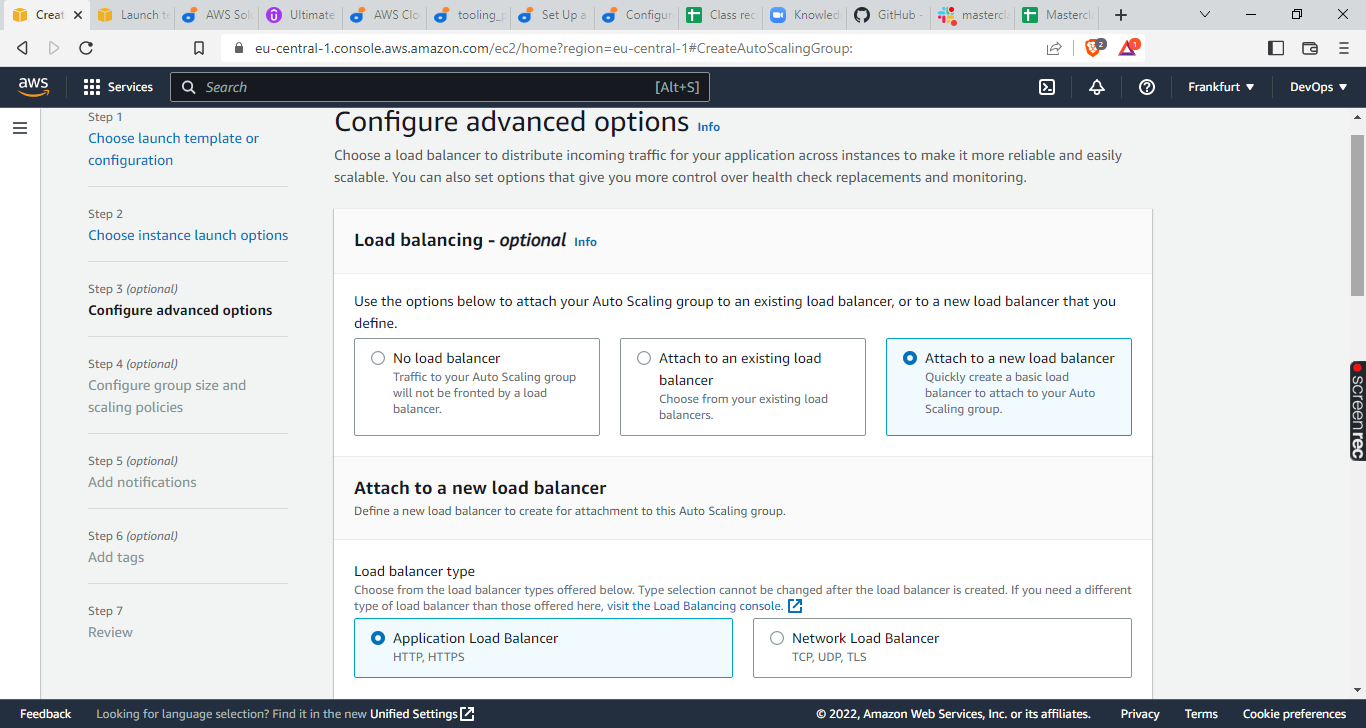 Creat
Launch te
AWS Solu
Ultimate
AWS Clo
tooling_p
Set Up a
Configur
Class rec
Knowled
GitHub -
mastercla
Mastercla
eu-central-1.console.aws.amazon.com/ec2/home?region=eu-central-1#CreateAutoScalingGroup:
2
1
aws
Services
Search
[Alt+S]
Frankfurt
DevOps
Step 1
Choose launch template or
configuration
Step 2
Choose instance launch options
Step 3 (optional)
Configure advanced options
Step 4 (optional)
Configure group size and
scaling policies
Step 5 (optional)
Add notifications
Step 6 (optional)
Add tags
Step 7
Review
Configure advanced options Info
Choose a load balancer to distribute incoming traffic for your application across instances to make it more reliable and easily
scalable. You can also set options that give you more control over health check replacements and monitoring.
Load balancing - optional Info
Use the options below to attach your Auto Scaling group to an existing load balancer, or to a new load balancer that you
define.
No load balancer
Traffic to your Auto Scaling group
will not be fronted by a load
balancer.
Attach to an existing load
balancer
Choose from your existing load
balancers.
Attach to a new load balancer
Quickly create a basic load
balancer to attach to your Auto
Scaling group.
Attach to a new load balancer
Define a new load balancer to create for attachment to this Auto Scaling group.
Load balancer type
Choose from the load balancer types offered below. Type selection cannot be changed after the load balancer is created. If you need a different
type of load balancer than those offered here, visit the Load Balancing console.
Application Load Balancer
HTTP, HTTPS
Network Load Balancer
TCP, UDP, TLS
screenrec
Feedback
Looking for language selection? Find it in the new Unified Settings
© 2022, Amazon Web Services, Inc. or its affiliates.
Privacy
Terms
Cookie preferences